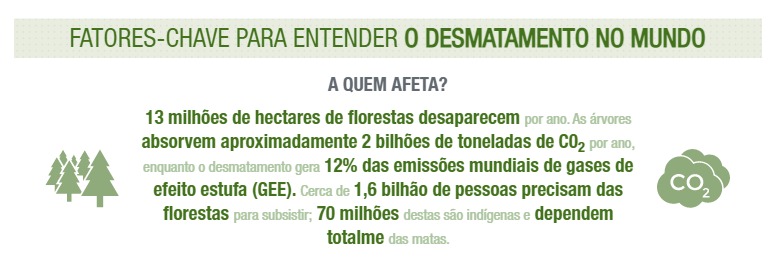 FATORES-CHAVE PARA ENTENDER O DESMATAMENTO NO MUNDO
A QUEM AFETA?
13 milhões de hectares de florestas desaparecem por ano. As árvores
absorvem aproximadamente 2 bilhões de toneladas de CO₂ por ano,
enquanto o desmatamento gera 12% das emissões mundiais de gases de
efeito estufa (GEE). Cerca de 1,6 bilhão de pessoas precisam das
florestas para subsistir; 70 milhões destas são indígenas e dependem
totalme das matas.
CO₂